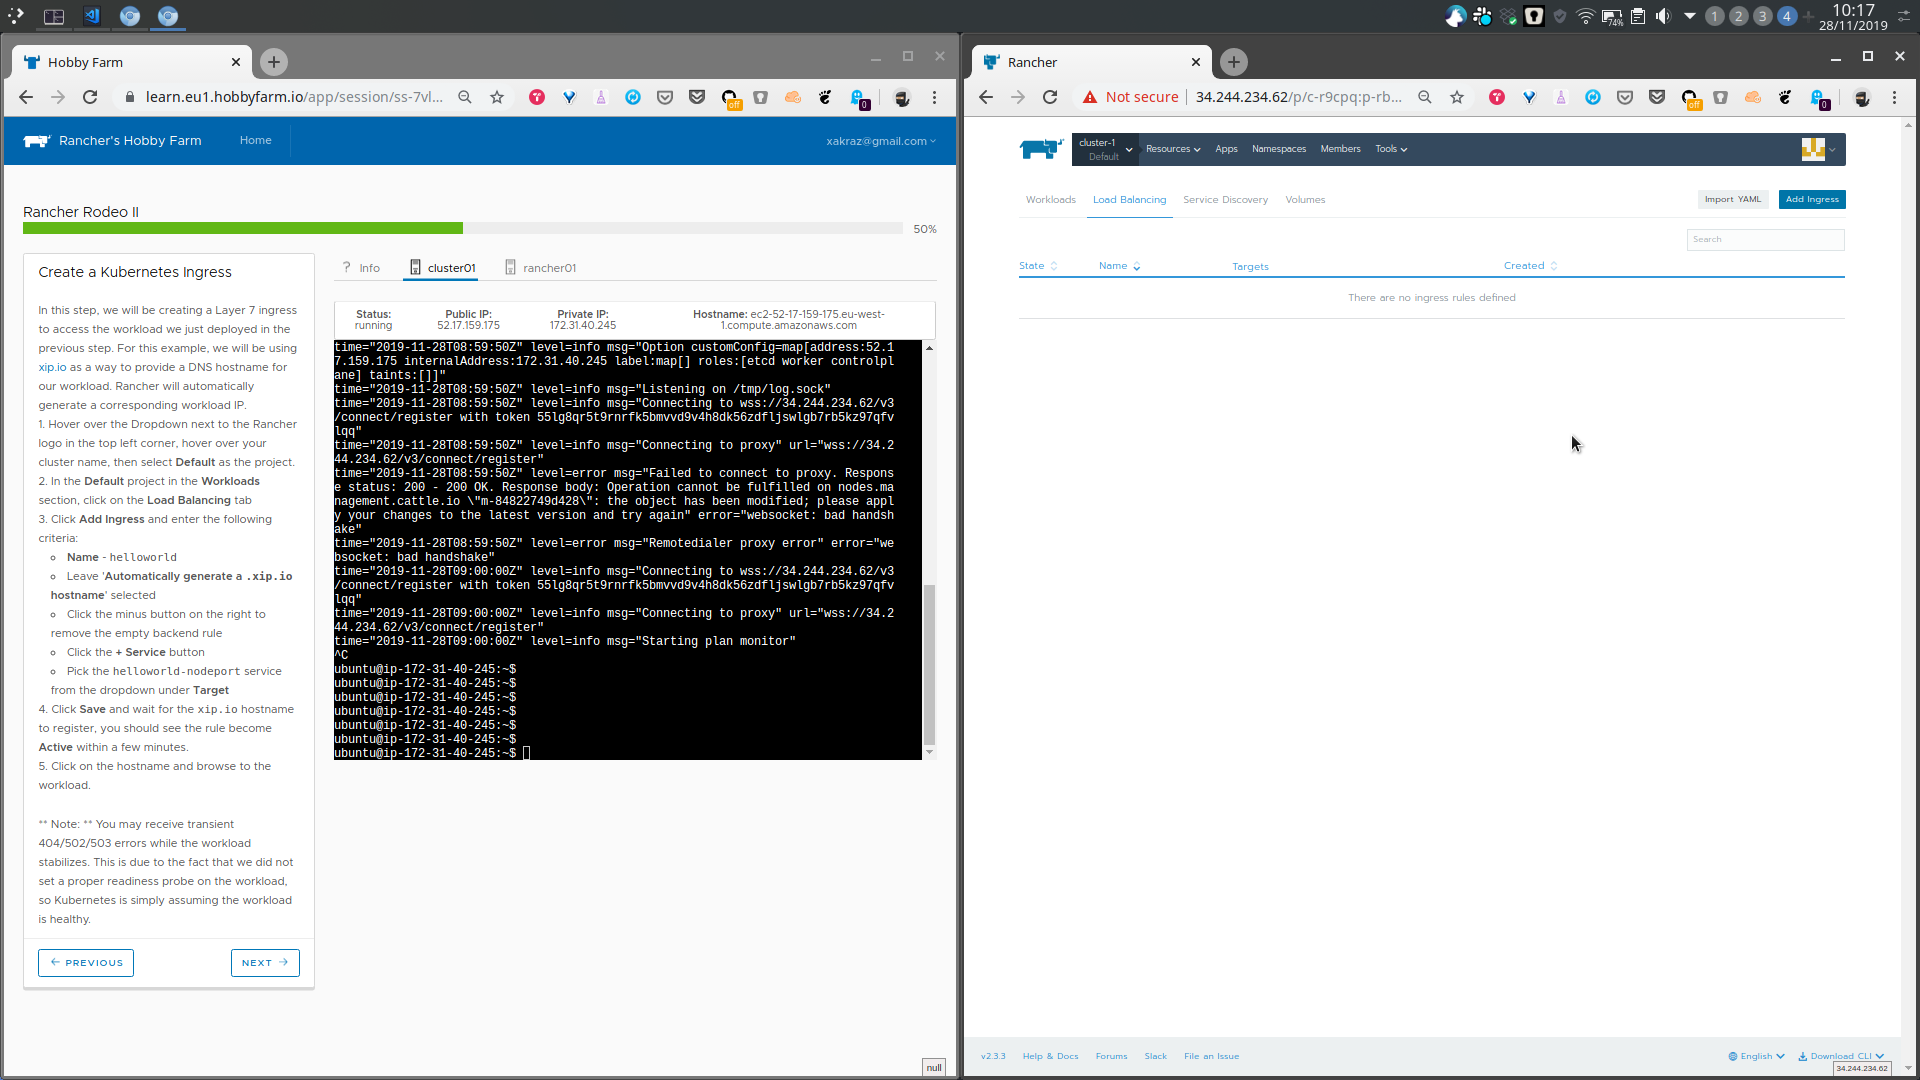 74%
1 2 3 4
10:17
28/11/2019
Hobby Farm
learn.eu1.hobbyfarm.io/app/session/ss-7vl...
off
0
Rancher's Hobby Farm
Home
xakraz@gmail.com
Rancher Rodeo II
50%
Create a Kubernetes Ingress
In this step, we will be creating a Layer 7 ingress
to access the workload we just deployed in the
previous step. For this example, we will be using
xip.io as a way to provide a DNS hostname for
our workload. Rancher will automatically
generate a corresponding workload IP.
1. Hover over the Dropdown next to the Rancher
logo in the top left corner, hover over your
cluster name, then select Default as the project.
2. In the Default project in the Workloads
section, click on the Load Balancing tab
3. Click Add Ingress and enter the following
criteria:
Name - helloworld
Leave 'Automatically generate a .xip.io
hostname' selected
Click the minus button on the right to
remove the empty backend rule
Click the + Service button
Pick the helloworld-nodeport service
from the dropdown under Target
4. Click Save and wait for the xip.io hostname
to register, you should see the rule become
Active within a few minutes.
5. Click on the hostname and browse to the
workload.
** Note: ** You may receive transient
404/502/503 errors while the workload
stabilizes. This is due to the fact that we did not
set a proper readiness probe on the workload,
so Kubernetes is simply assuming the workload
is healthy.
PREVIOUS
NEXT
? Info
cluster01
rancher01
Status:
running
Public IP:
52.17.159.175
Private IP:
172.31.40.245
Hostname: ec2-52-17-159-175.eu-west-
1.compute.amazonaws.com
time="2019-11-28T08:59:50Z" level=info msg="Option customConfig=map[address:52.1
7.159.175 internalAddress:172.31.40.245 label:map[] roles:[etcd worker controlpl
ane] taints:[]]"
time="2019-11-28T08:59:50Z" level=info msg="Listening on /tmp/log.sock"
time="2019-11-28T08:59:50Z" level=info msg="Connecting to wss://34.244.234.62/v3
/connect/register with token 55lg8qr5t9rnrfk5bmvvd9v4h8dk56zdfljswlgb7rb5kz97qfv
lqq"
time="2019-11-28T08:59:50Z" level=info msg="Connecting to proxy" url="wss://34.2
44.234.62/v3/connect/register"
time="2019-11-28T08:59:50Z" level=error msg="Failed to connect to proxy. Respons
e status: 200 - 200 OK. Response body: Operation cannot be fulfilled on nodes.ma
nagement.cattle.io \"m-84822749d428\": the object has been modified; please appl
y your changes to the latest version and try again" error="websocket: bad handsh
ake"
time="2019-11-28T08:59:50Z" level=error msg="Remotedialer proxy error" error="we
bsocket: bad handshake"
time="2019-11-28T09:00:00Z" level=info msg="Connecting to wss://34.244.234.62/v3
/connect/register with token 55lg8qr5t9rnrfk5bmvvd9v4h8dk56zdfljswlgb7rb5kz97qfv
lqq"
time="2019-11-28T09:00:00Z" level=info msg="Connecting to proxy" url="wss://34.2
44.234.62/v3/connect/register"
time="2019-11-28T09:00:00Z" level=info msg="Starting plan monitor"
^C
ubuntu@ip-172-31-40-245:~$
ubuntu@ip-172-31-40-245:~$
ubuntu@ip-172-31-40-245:~$
ubuntu@ip-172-31-40-245:~$
ubuntu@ip-172-31-40-245:~$
ubuntu@ip-172-31-40-245:~$
ubuntu@ip-172-31-40-245:~$
null
Rancher
Not secure
34.244.234.62/p/c-r9cpq:p-rb...
off
0
cluster-1
Default
Resources
Apps
Namespaces
Members
Tools
Workloads
Load Balancing
Service Discovery
Volumes
Import YAML
Add Ingress
Search
State
Name
Targets
Created
There are no ingress rules defined
v2.3.3
Help & Docs
Forums
Slack
File an Issue
English
Download CLI
34.244.234.62